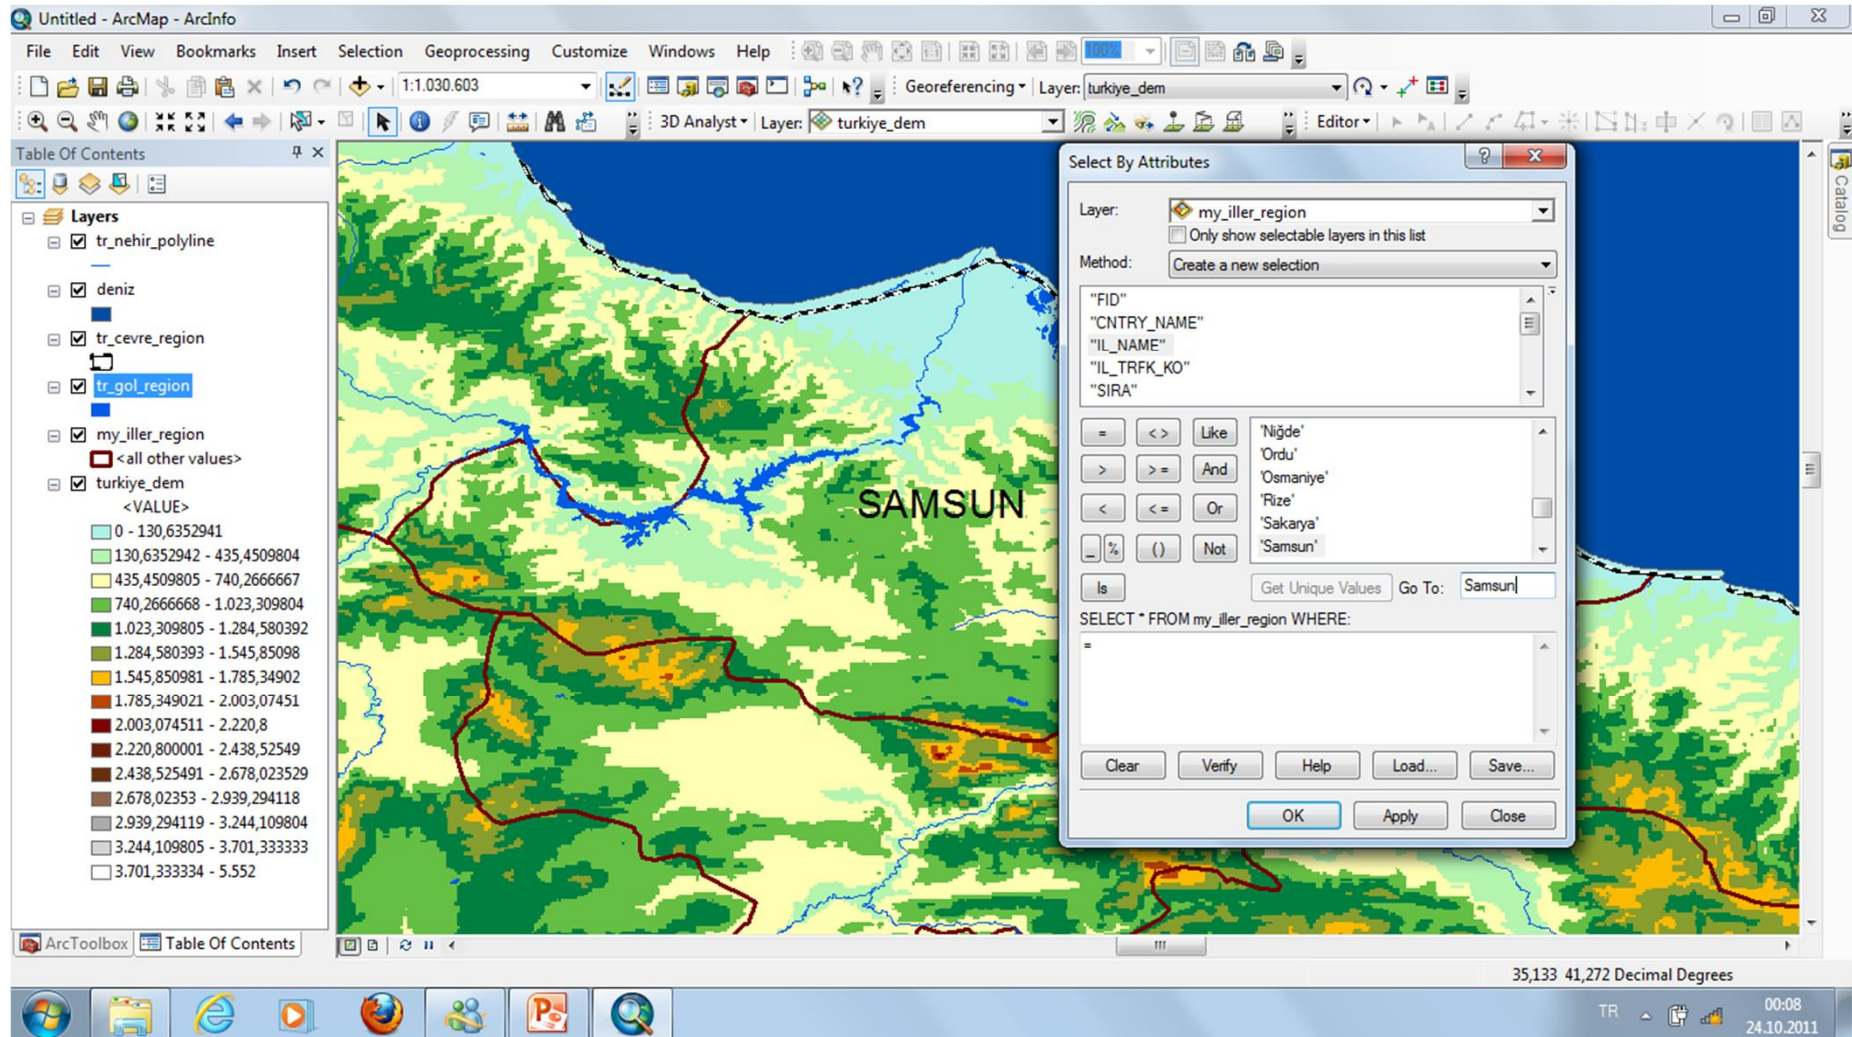 Untitled - ArcMap - ArcInfo
File Edit View Bookmarks Insert Selection Geoprocessing Customize Windows Help 100%
1:1.030.603 Georeferencing Layer: turkiye_dem
3D Analyst Layer: turkiye_dem Editor
Table Of Contents
Layers
tr_nehir_polyline
deniz
tr_cevre_region
tr_gol_region
my_iller_region
<all other values>
turkiye_dem
<VALUE>
0 - 130,6352941
130,6352942 - 435,4509804
435,4509805 - 740,2666667
740,2666668 - 1.023,309804
1.023,309805 - 1.284,580392
1.284,580393 - 1.545,85098
1.545,850981 - 1.785,34902
1.785,349021 - 2.003,07451
2.003,074511 - 2.220,8
2.220,800001 - 2.438,52549
2.438,525491 - 2.678,023529
2.678,02353 - 2.939,294118
2.939,294119 - 3.244,109804
3.244,109805 - 3.701,333333
3.701,333334 - 5.552
ArcToolbox Table Of Contents
SAMSUN
Select By Attributes
Layer: my_iller_region
Only show selectable layers in this list
Method: Create a new selection
"FID"
"CNTRY_NAME"
"IL_NAME"
"IL_TRFK_KO"
"SIRA"
= <> Like
> >= And
< <= Or
_ % () Not
Is
'Niğde'
'Ordu'
'Osmaniye'
'Rize'
'Sakarya'
'Samsun'
Get Unique Values Go To: Samsun
SELECT * FROM my_iller_region WHERE:
=
Clear Verify Help Load... Save...
OK Apply Close
Catalog
35,133 41,272 Decimal Degrees
TR 00:08
24.10.2011